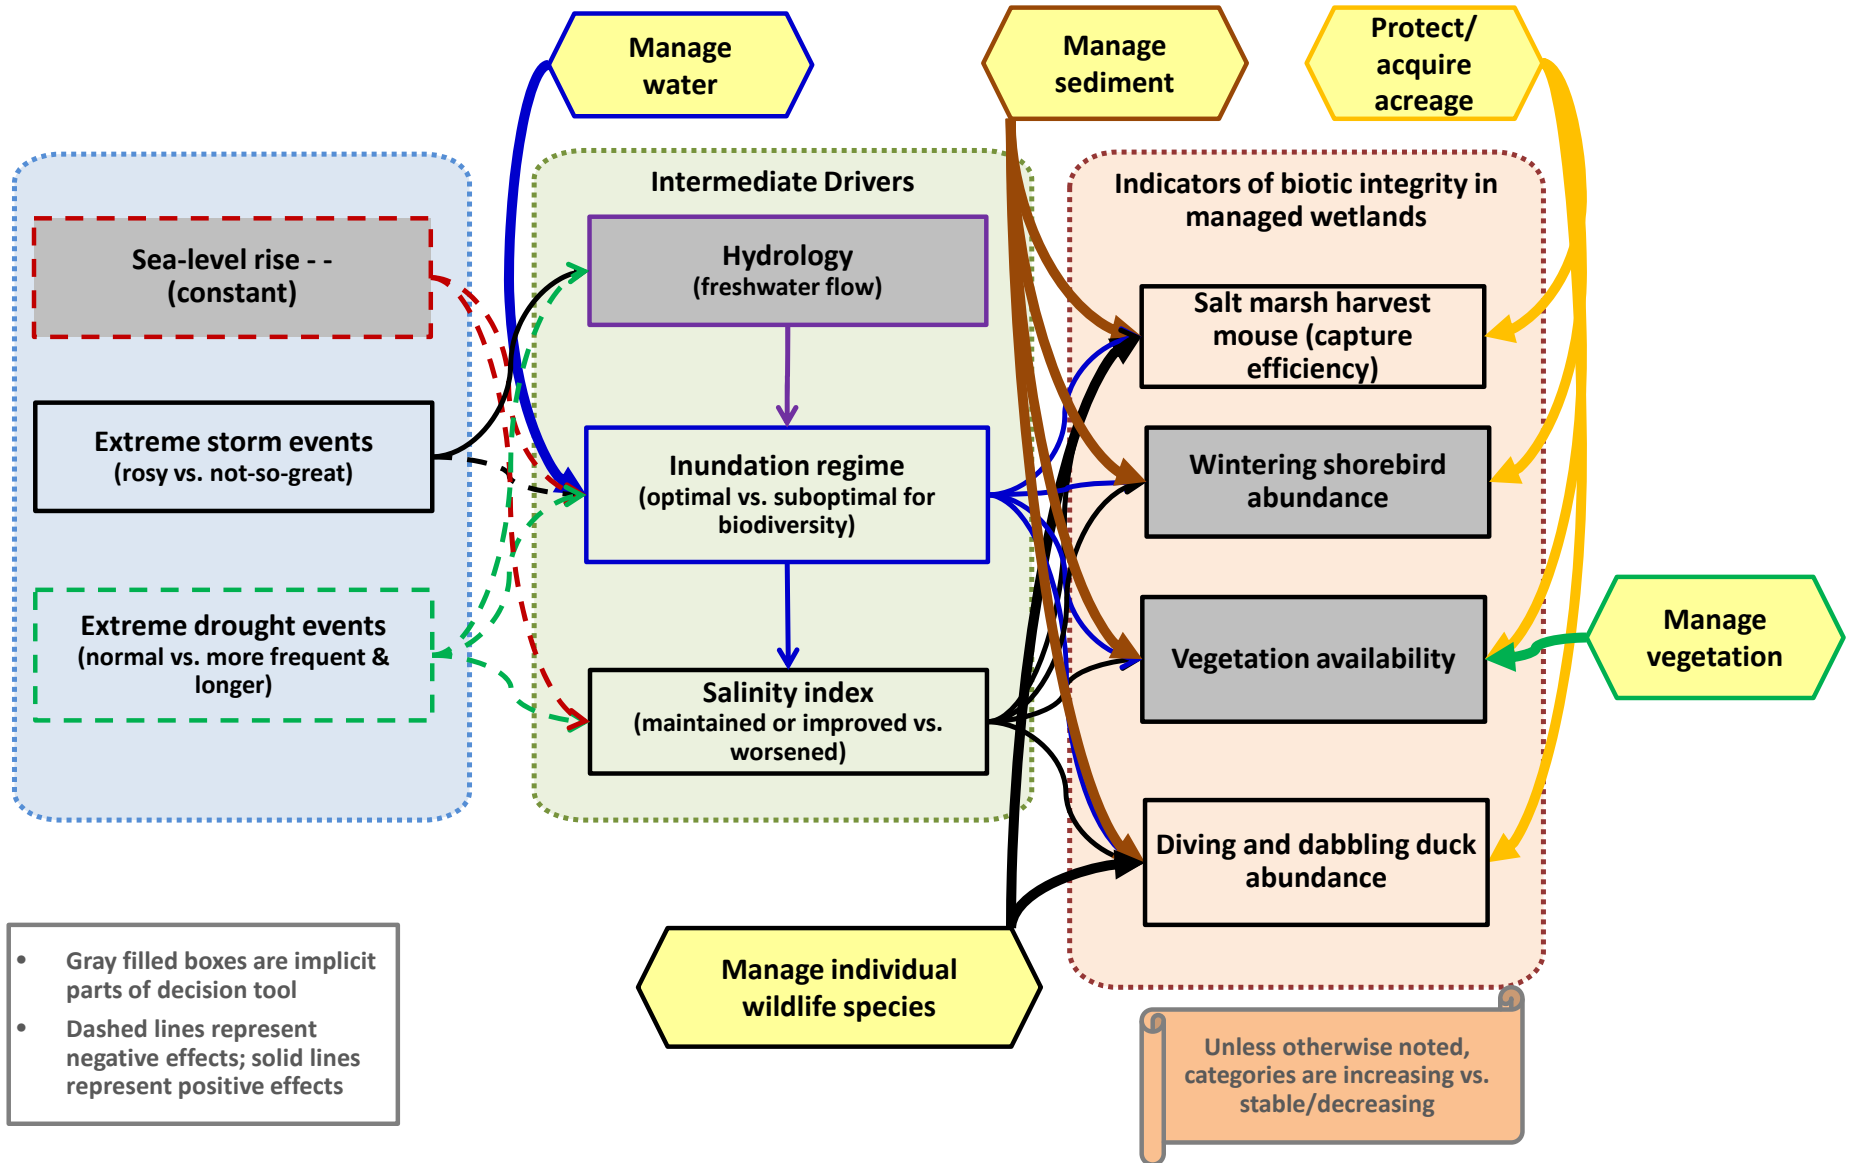 Manage
water
Manage
sediment
Protect/
acquire
acreage
Intermediate Drivers
Indicators of biotic integrity in
managed wetlands
Sea-level rise - -
(constant)
Extreme storm events
(rosy vs. not-so-great)
Extreme drought events
(normal vs. more frequent &
longer)
Hydrology
(freshwater flow)
Inundation regime
(optimal vs. suboptimal for
biodiversity)
Salinity index
(maintained or improved vs.
worsened)
Salt marsh harvest
mouse (capture
efficiency)
Wintering shorebird
abundance
Vegetation availability
Diving and dabbling duck
abundance
Manage
vegetation
Manage individual
wildlife species
• Gray filled boxes are implicit
parts of decision tool
• Dashed lines represent
negative effects; solid lines
represent positive effects
Unless otherwise noted,
categories are increasing vs.
stable/decreasing